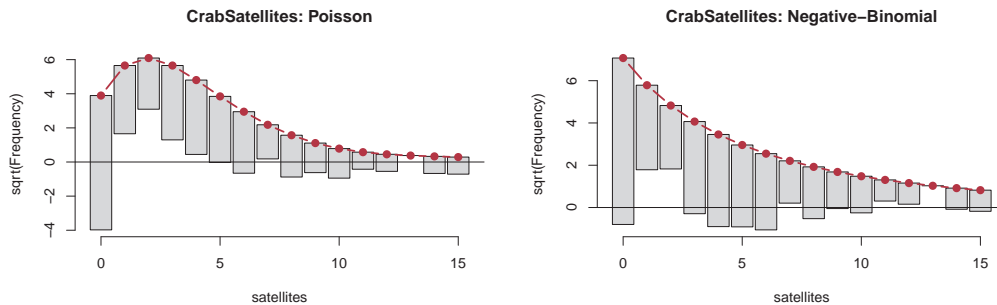 CrabSatellites: Poisson
sqrt(Frequency)
6
4
2
0
−2
−4
0 5 10 15
satellites
CrabSatellites: Negative−Binomial
sqrt(Frequency)
6
4
2
0
0 5 10 15
satellites